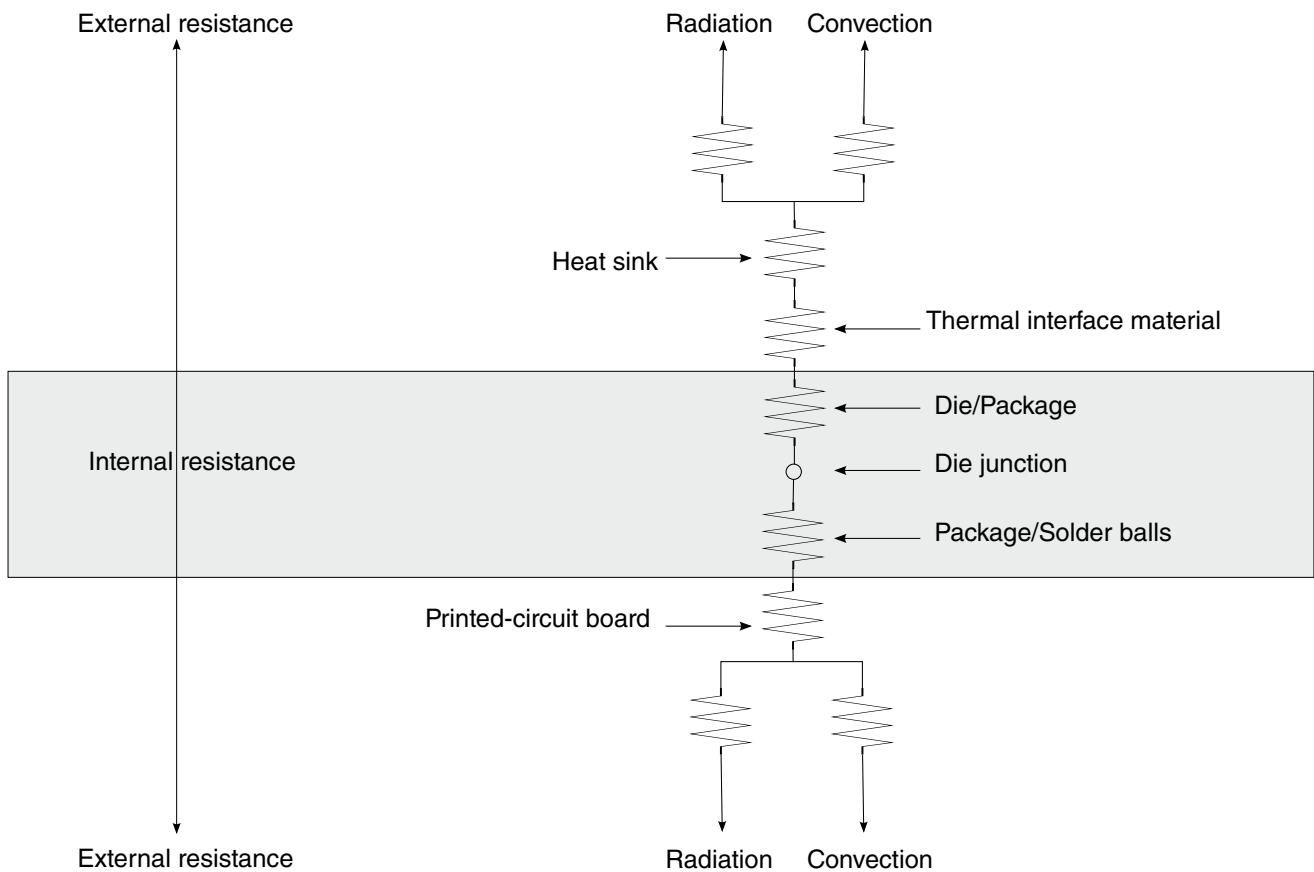 External resistance
Radiation
Convection
Heat sink
Thermal interface material
Die/Package
Internal resistance
Die junction
Package/Solder balls
Printed-circuit board
External resistance
Radiation
Convection